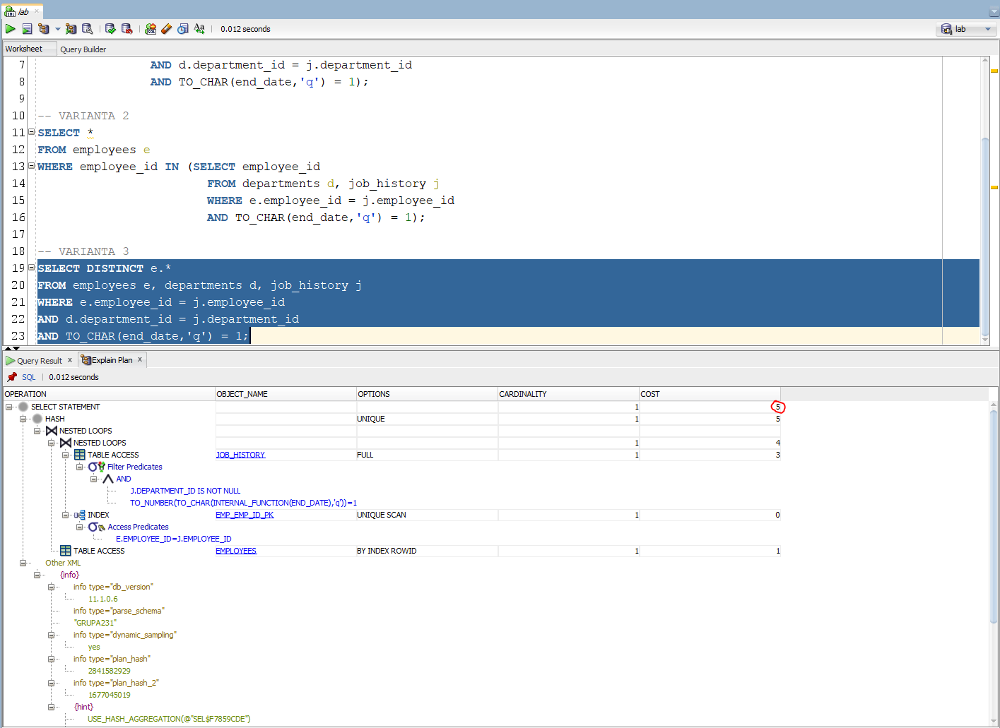 lab
0.012 seconds
lab
Worksheet Query Builder
7 AND d.department_id = j.department_id
8 AND TO_CHAR(end_date,'q') = 1);
9
10 -- VARIANTA 2
11 SELECT *
12 FROM employees e
13 WHERE employee_id IN (SELECT employee_id
14 FROM departments d, job_history j
15 WHERE e.employee_id = j.employee_id
16 AND TO_CHAR(end_date,'q') = 1);
17
18 -- VARIANTA 3
19 SELECT DISTINCT e.*
20 FROM employees e, departments d, job_history j
21 WHERE e.employee_id = j.employee_id
22 AND d.department_id = j.department_id
23 AND TO_CHAR(end_date,'q') = 1;
Query Result x Explain Plan x
SQL | 0.012 seconds
OPERATION OBJECT_NAME OPTIONS CARDINALITY COST
SELECT STATEMENT 1 5
HASH UNIQUE 1 5
NESTED LOOPS
NESTED LOOPS 1 4
TABLE ACCESS JOB_HISTORY FULL 1 3
Filter Predicates
AND
J.DEPARTMENT_ID IS NOT NULL
TO_NUMBER(TO_CHAR(INTERNAL_FUNCTION(END_DATE),'q'))=1
INDEX EMP_EMP_ID_PK UNIQUE SCAN 1 0
Access Predicates
E.EMPLOYEE_ID=J.EMPLOYEE_ID
TABLE ACCESS EMPLOYEES BY INDEX ROWID 1 1
Other XML
{info}
info type="db_version"
11.1.0.6
info type="parse_schema"
"GRUPA231"
info type="dynamic_sampling"
yes
info type="plan_hash"
2841582929
info type="plan_hash_2"
1677045019
{hint}
USE_HASH_AGGREGATION(@"SEL$F7859CDE")